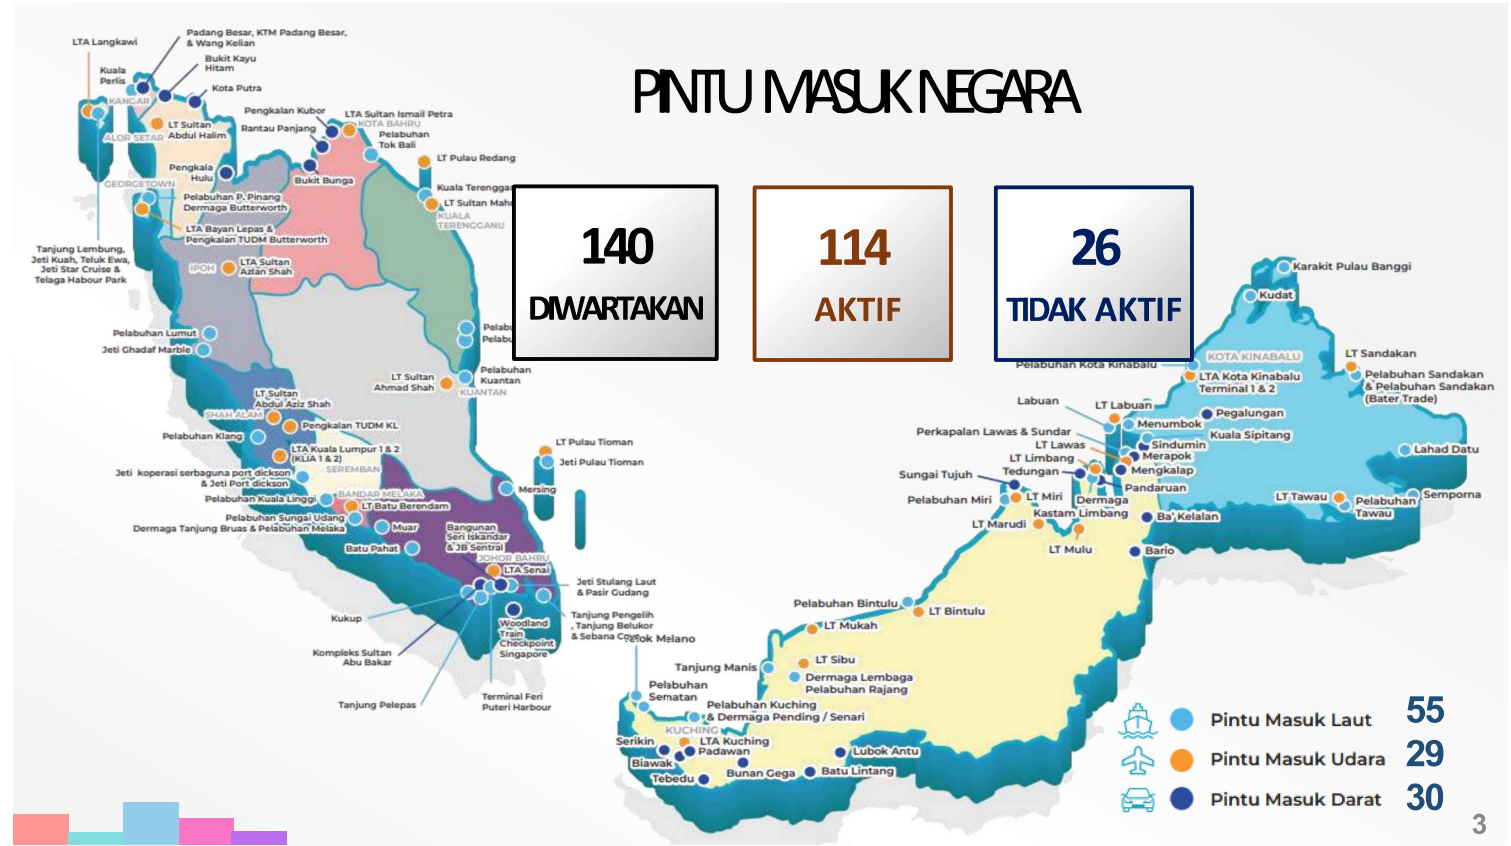 PINTU MASUK NEGARA
140
DIWARTAKAN
114
AKTIF
26
TIDAK AKTIF
LTA Langkawi
Padang Besar, KTM Padang Besar,
& Wang Kelian
Bukit Kayu
Hitam
Kuala
Perlis
Kota Putra
KANGAR
LT Sultan
Abdul Halim
ALOR SETAR
Pengkalan Kubor
LTA Sultan Ismail Petra
KOTA BAHRU
Rantau Panjang
Pelabuhan
Tok Bali
LT Pulau Redang
Pengkala
Hulu
Bukit Bunga
GEORGETOWN
Pelabuhan P. Pinang
Dermaga Butterworth
Kuala Terengga
LT Sultan Mah
KUALA
TERENGGANU
LTA Bayan Lepas &
Pengkalan TUDM Butterworth
Tanjung Lembung,
Jeti Kuah, Teluk Ewa,
Jeti Star Cruise &
Telaga Habour Park
IPOH
LTA Sultan
Azlan Shah
Pelabuhan Lumut
Jeti Ghadaf Marble
Pelabu
Pelabu
Pelabuhan
Kuantan
LT Sultan
Ahmad Shah
KUANTAN
LT Sultan
Abdul Aziz Shah
SHAH ALAM
Pengkalan TUDM KL
Pelabuhan Klang
LTA Kuala Lumpur 1 & 2
(KLIA 1 & 2)
SEREMBAN
LT Pulau Tioman
Jeti Pulau Tioman
Jeti koperasi serbaguna port dickson
& Jeti Port dickson
Mersing
Pelabuhan Kuala Linggi
BANDAR MELAKA
LT Batu Berendam
Pelabuhan Sungai Udang
Dermaga Tanjung Bruas & Pelabuhan Melaka
Muar
Bangunan
Seri Iskandar
& JB Sentral
Batu Pahat
JOHOR BAHRU
LTA Senai
Jeti Stulang Laut
& Pasir Gudang
Kukup
Tanjung Pengelih
, Tanjung Belukor
& Sebana Cove
Woodland
Train
Checkpoint
Singapore
Kompleks Sultan
Abu Bakar
Tanjung Pelepas
Terminal Feri
Puteri Harbour
Karakit Pulau Banggi
Kudat
Pelabuhan Kota Kinabalu
KOTA KINABALU
LTA Kota Kinabalu
Terminal 1 & 2
LT Sandakan
Pelabuhan Sandakan
& Pelabuhan Sandakan
(Bater Trade)
Labuan
LT Labuan
Pegalungan
Menumbok
Perkapalan Lawas & Sundar
Kuala Sipitang
LT Lawas
Sindumin
Lahad Datu
LT Limbang
Merapok
Sungai Tujuh
Tedungan
Mengkalap
Pandaruan
Pelabuhan Miri
LT Miri
Dermaga
Kastam Limbang
LT Tawau
Pelabuhan
Tawau
Semporna
LT Marudi
Ba' Kelalan
LT Mulu
Bario
Pelabuhan Bintulu
LT Bintulu
LT Mukah
ok Melano
Tanjung Manis
LT Sibu
Dermaga Lembaga
Pelabuhan Rajang
Pelabuhan
Sematan
Pelabuhan Kuching
& Dermaga Pending / Senari
KUCHING
Serikin
LTA Kuching
Padawan
Lubok Antu
Biawak
Tebedu
Bunan Gega
Batu Lintang
Pintu Masuk Laut 55
Pintu Masuk Udara 29
Pintu Masuk Darat 30
3